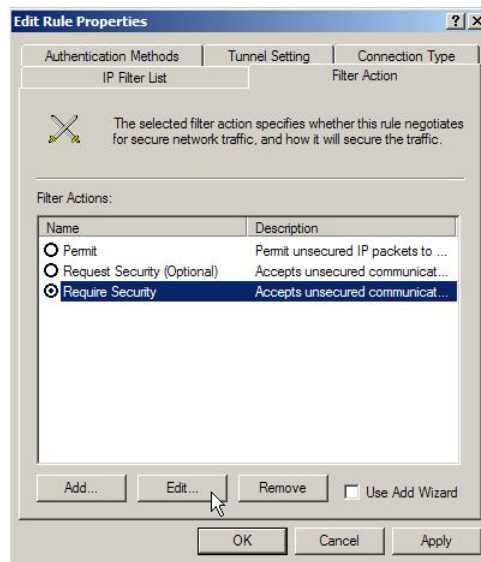 Edit Rule Properties
Authentication Methods Tunnel Setting Connection Type
IP Filter List Filter Action
The selected filter action specifies whether this rule negotiates
for secure network traffic, and how it will secure the traffic.
Filter Actions:
Name Description
Permit Permit unsecured IP packets to ...
Request Security (Optional) Accepts unsecured communicat...
Require Security Accepts unsecured communicat...
Add... Edit... Remove Use Add Wizard
OK Cancel Apply